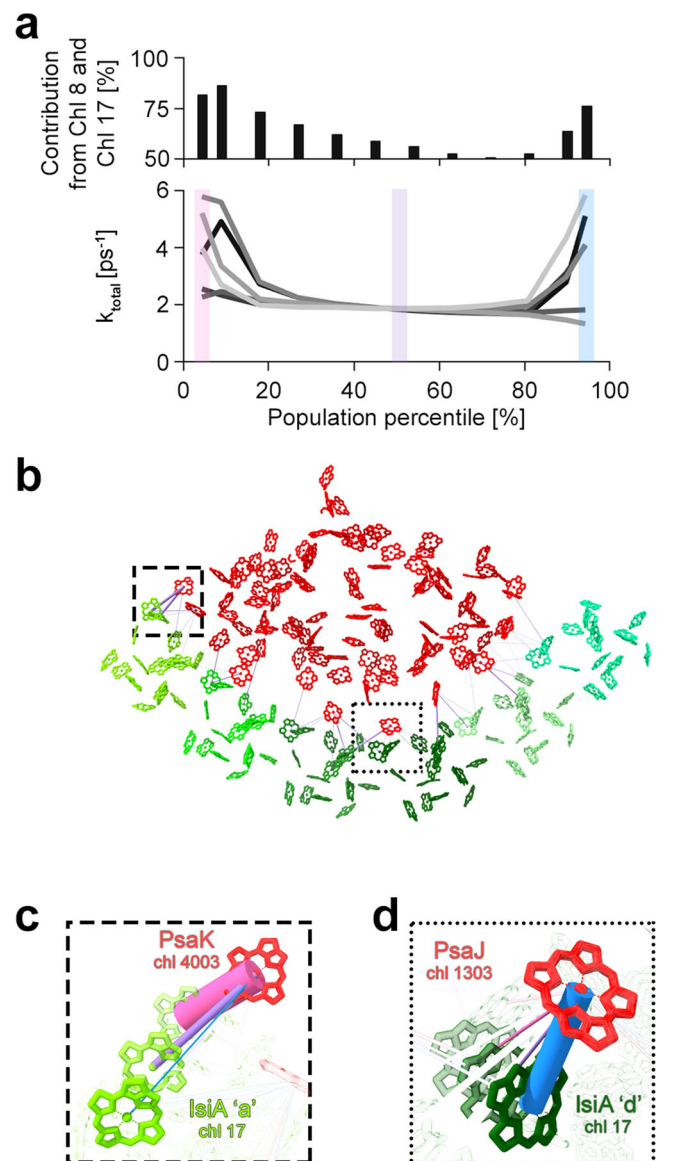 a
Contribution
from Chl 8 and
Chl 17 [%]
100
75
50
6
4
2
0
k_total [ps⁻¹]
0 20 40 60 80 100
Population percentile [%]
b
c
PsaK
chl 4003
IsiA ‘a’
chl 17
d
PsaJ
chl 1303
IsiA ‘d’
chl 17